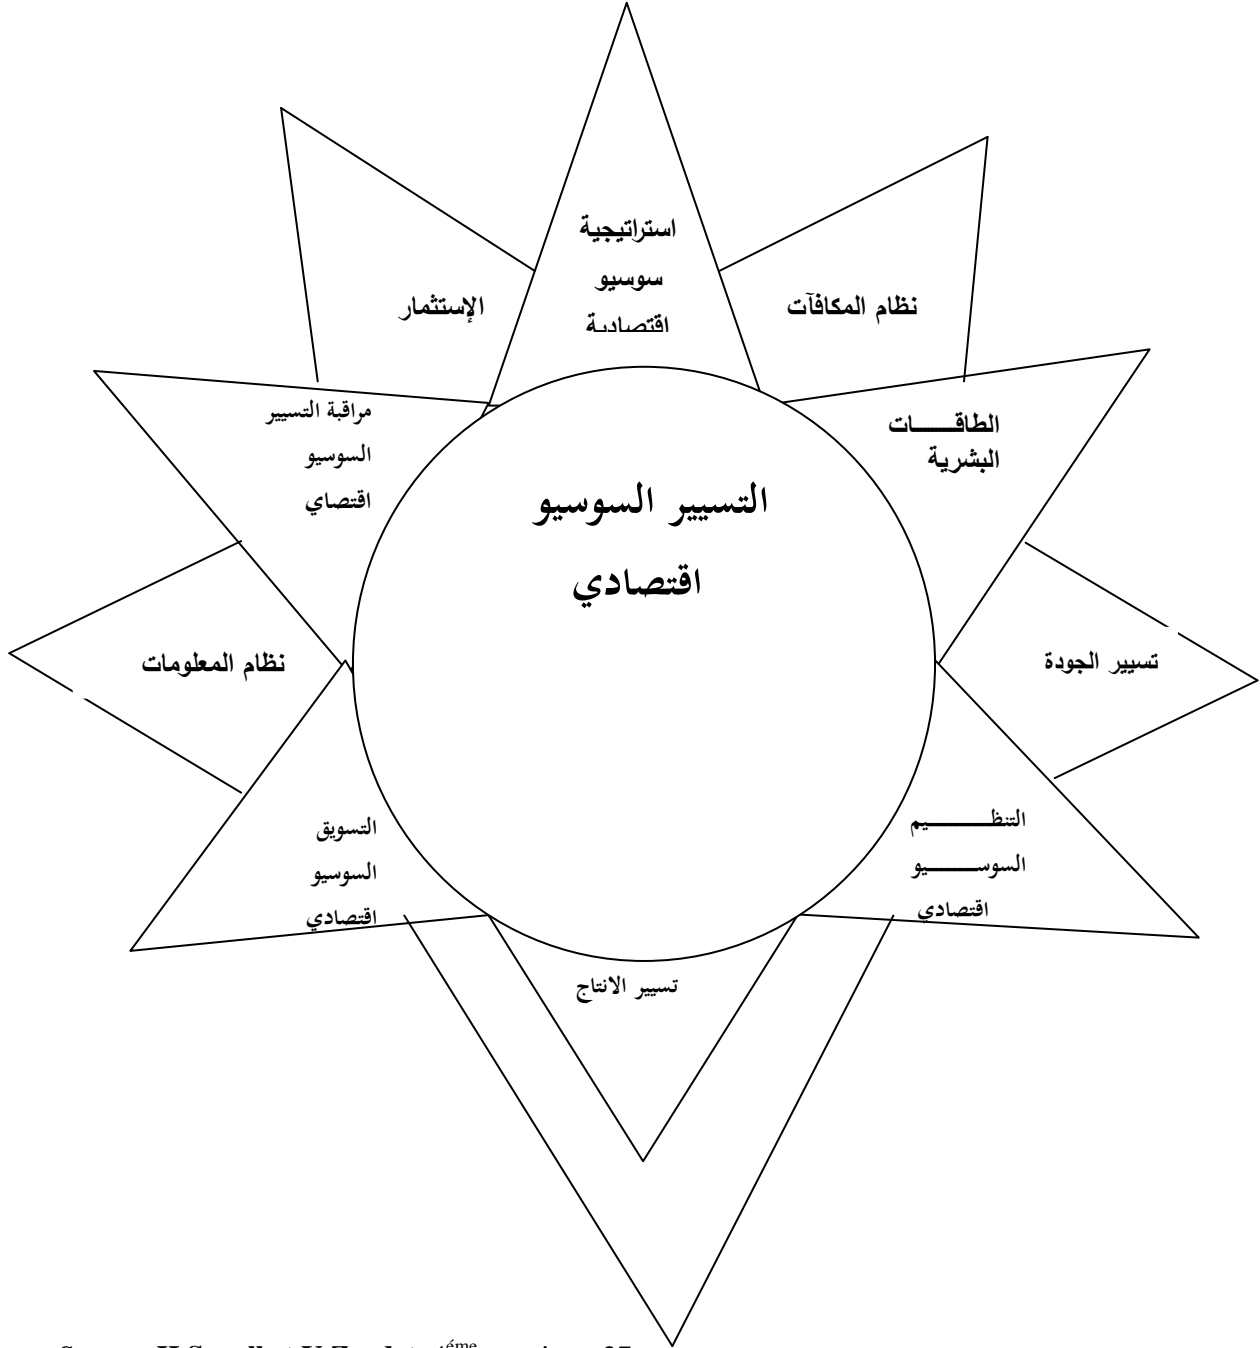 استراتيجية
سوسيو
اقتصادية
نظام المكافآت
الإستثمار
الطاقــــات
البشرية
مراقبة التسيير
السوسيو
اقتصاي
التسيير السوسيو
اقتصادي
تسيير الجودة
نظام المعلومات
التنظـــــــيم
السوســــــيو
اقتصادي
التسويق
السوسيو
اقتصادي
تسيير الانتاج